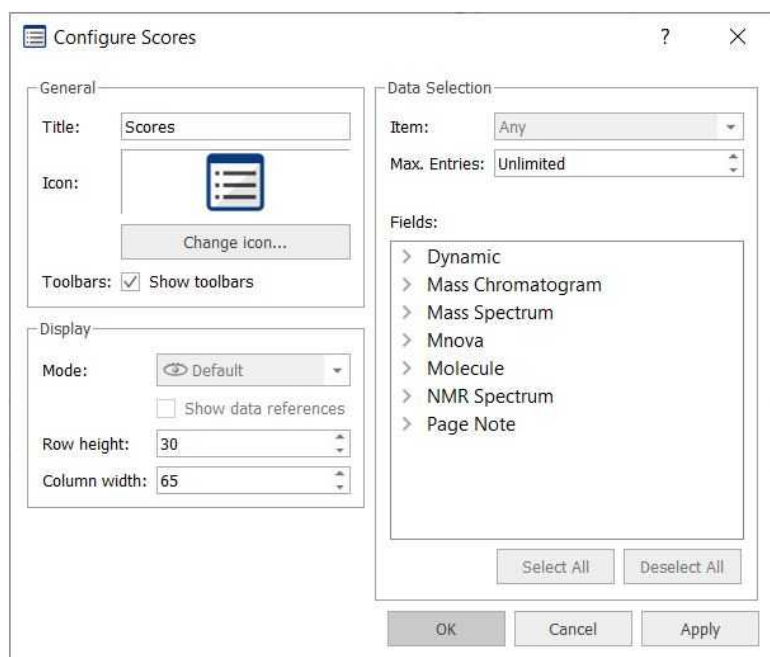 Configure Scores
?
General
Title: Scores
Icon:
Change icon...
Toolbars: Show toolbars
Display
Mode: Default
Show data references
Row height: 30
Column width: 65
Data Selection
Item: Any
Max. Entries: Unlimited
Fields:
Dynamic
Mass Chromatogram
Mass Spectrum
Mnova
Molecule
NMR Spectrum
Page Note
Select All Deselect All
OK Cancel Apply